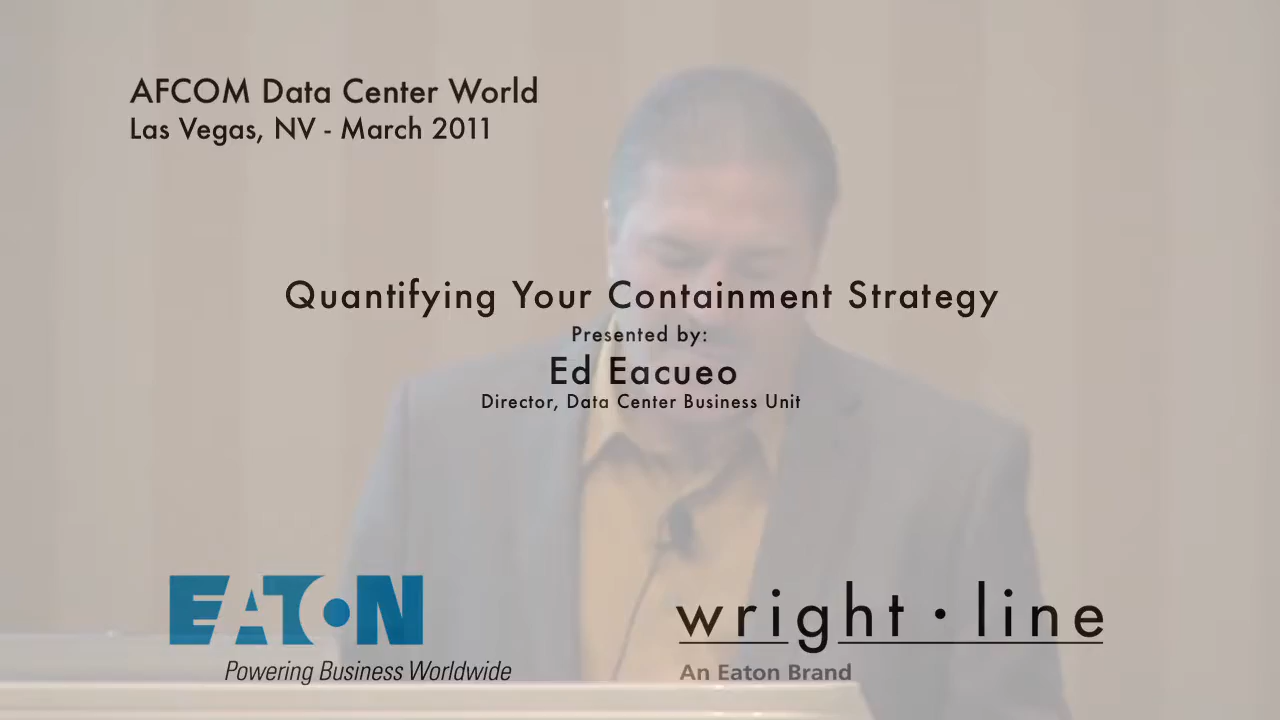 AFCOM Data Center World
Las Vegas, NV - March 2011
Quantifying Your Containment Strategy
Presented by:
Ed Eacueo
Director, Data Center Business Unit
EATON
Powering Business Worldwide
wright · line
An Eaton Brand